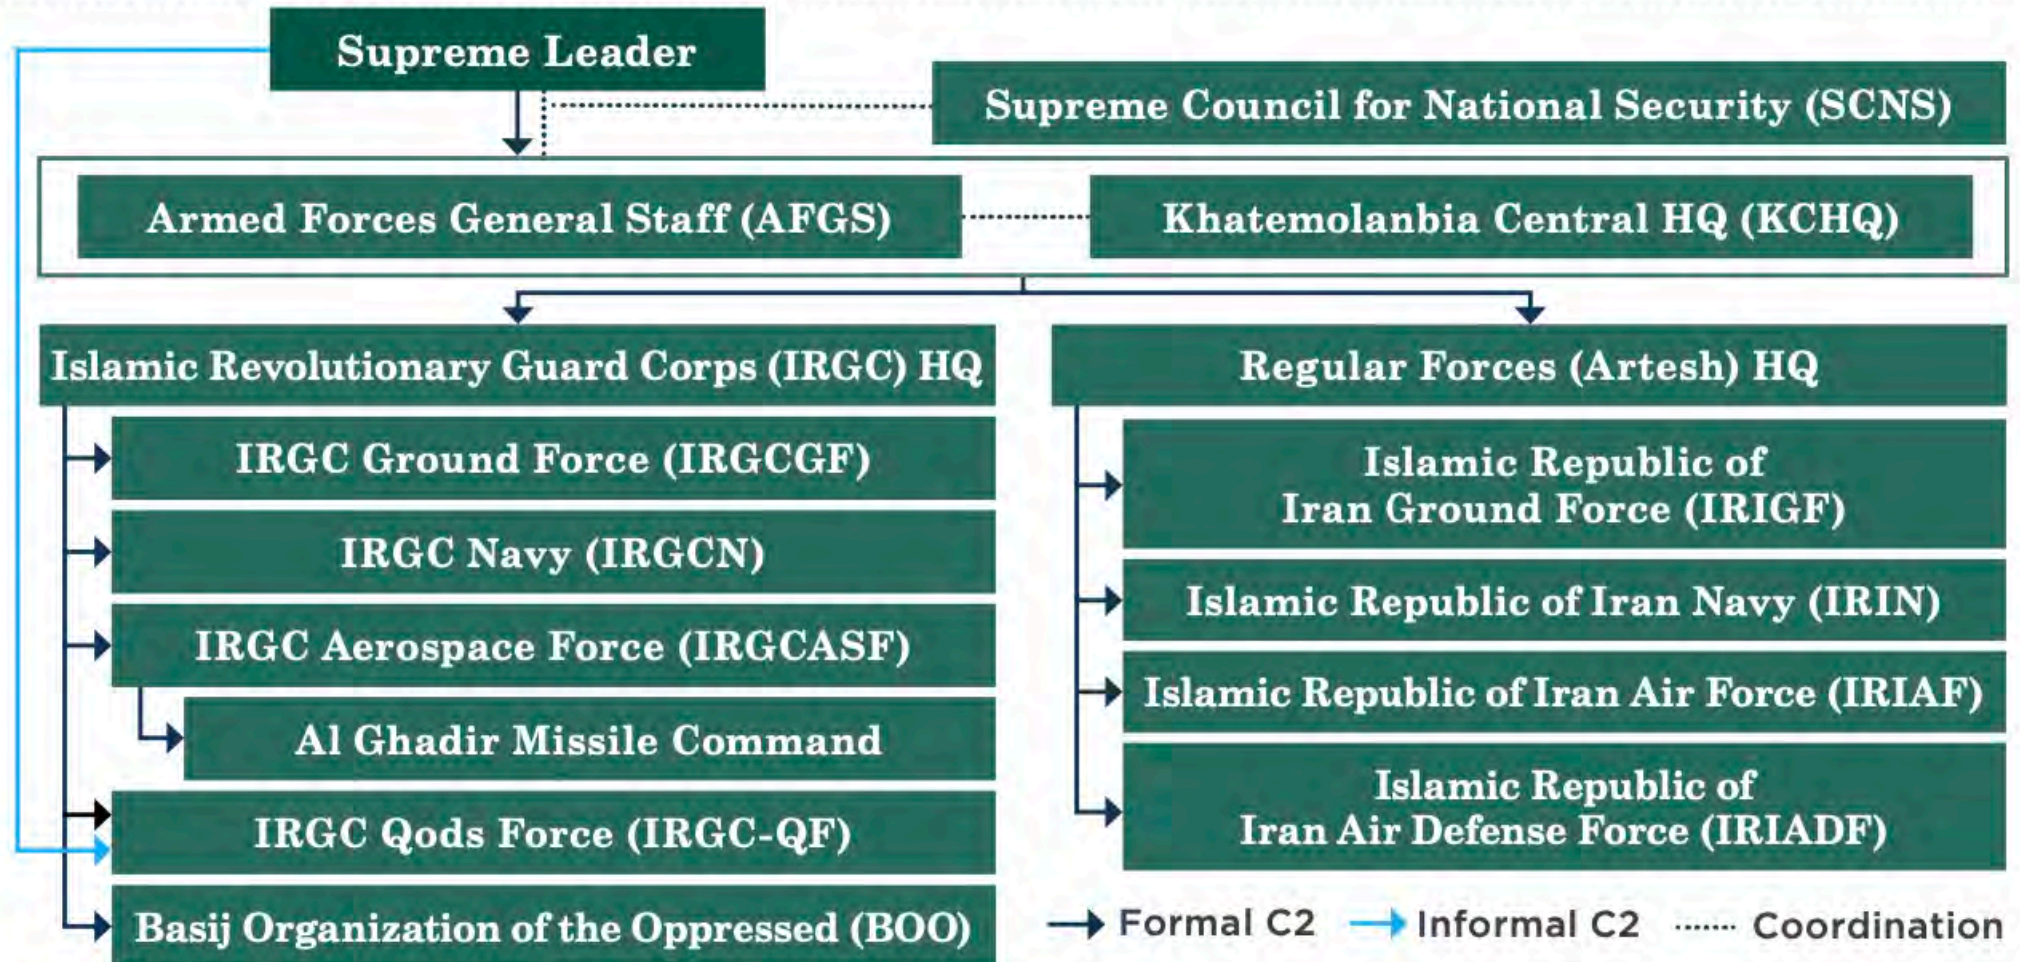 Supreme Leader
Supreme Council for National Security (SCNS)
Armed Forces General Staff (AFGS)
Khatemolanbia Central HQ (KCHQ)
Islamic Revolutionary Guard Corps (IRGC) HQ
IRGC Ground Force (IRGCGF)
IRGC Navy (IRGCN)
IRGC Aerospace Force (IRGCASF)
Al Ghadir Missile Command
IRGC Qods Force (IRGC-QF)
Basij Organization of the Oppressed (BOO)
Regular Forces (Artesh) HQ
Islamic Republic of
Iran Ground Force (IRIGF)
Islamic Republic of Iran Navy (IRIN)
Islamic Republic of Iran Air Force (IRIAF)
Islamic Republic of
Iran Air Defense Force (IRIADF)
Formal C2
Informal C2
Coordination